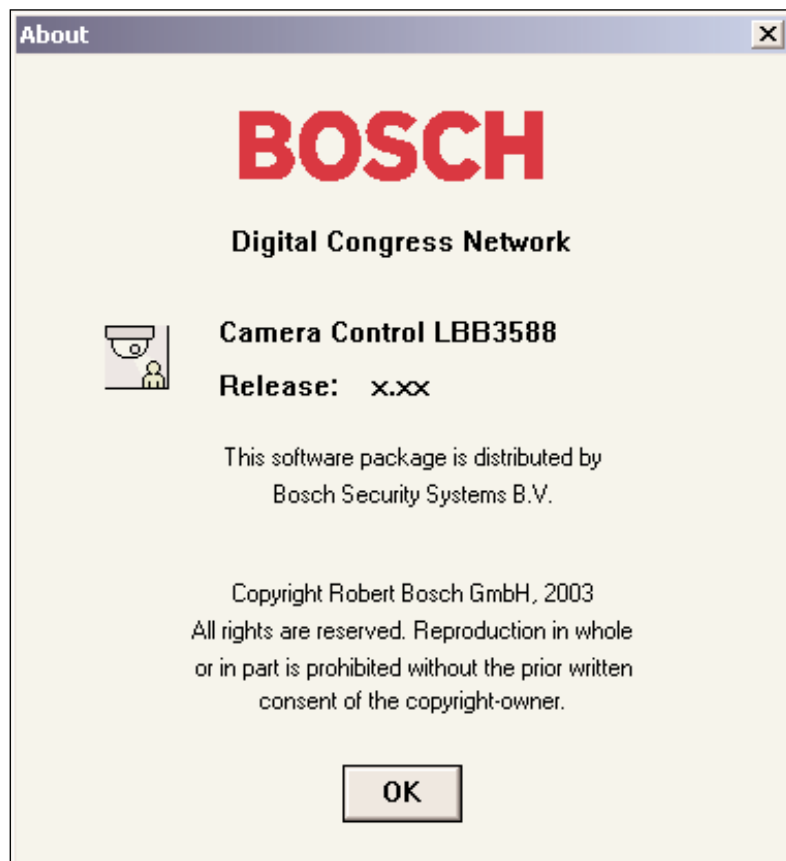 About
BOSCH
Digital Congress Network
Camera Control LBB3588
Release: x.xx
This software package is distributed by
Bosch Security Systems B.V.
Copyright Robert Bosch GmbH, 2003
All rights are reserved. Reproduction in whole
or in part is prohibited without the prior written
consent of the copyright-owner.
OK